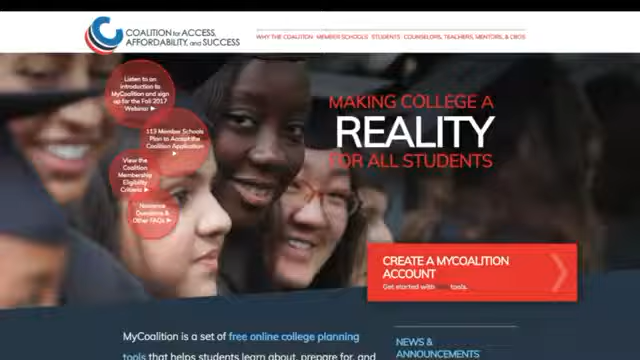 COALITION for ACCESS,
AFFORDABILITY, and SUCCESS
WHY THE COALITION MEMBER SCHOOLS STUDENTS COUNSELORS, TEACHERS, MENTORS, & CBOS
Listen to an
introduction to
MyCoalition and sign
up for the Fall 2017
Webinar ▶
113 Member Schools
Plan to Accept the
Coalition Application
▶
View the
Coalition
Membership
Eligibility
Criteria ▶
Questions &
Other FAQs ▶
MAKING COLLEGE A
REALITY
FOR ALL STUDENTS
CREATE A MYCOALITION
ACCOUNT
Get started with tools.
MyCoalition is a set of free online college planning
tools that helps students learn about, prepare for, and
NEWS &
ANNOUNCEMENTS